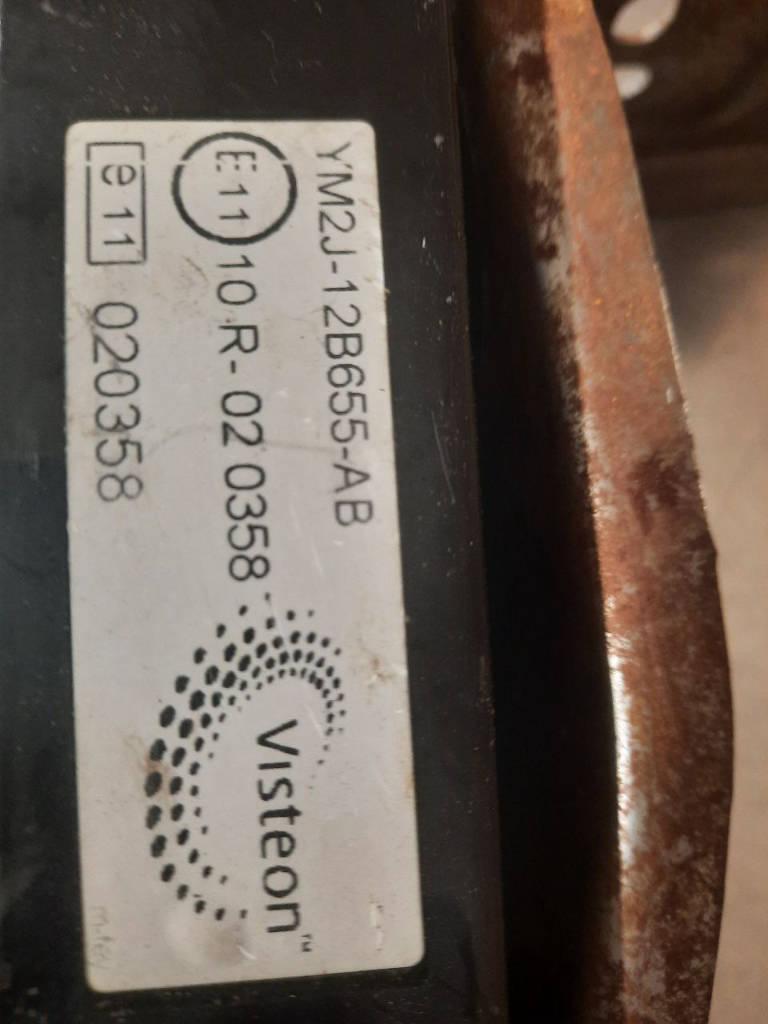 YM2J-12B655-AB
E11 10 R - 02 0358
e 11 020358
Visteon™